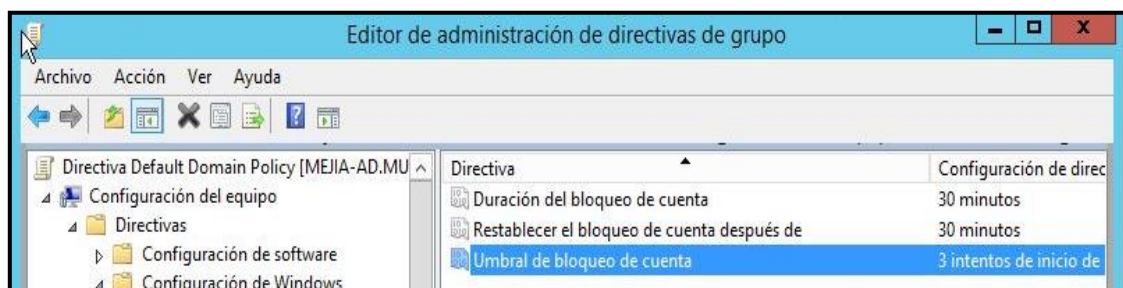 Editor de administración de directivas de grupo
Archivo Acción Ver Ayuda
Directiva Default Domain Policy [MEJIA-AD.MU
Configuración del equipo
Directivas
Configuración de software
Configuración de Windows
Directiva Configuración de direc
Duración del bloqueo de cuenta 30 minutos
Restablecer el bloqueo de cuenta después de 30 minutos
Umbral de bloqueo de cuenta 3 intentos de inicio de